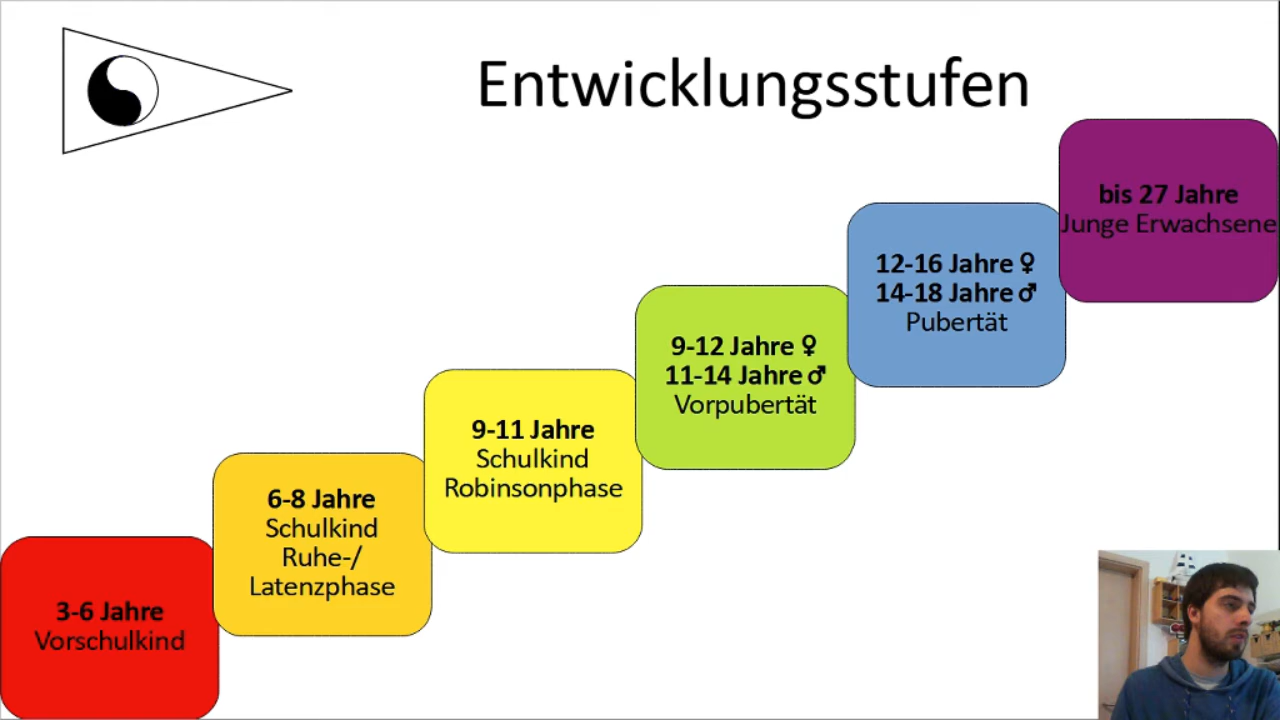 Entwicklungsstufen
3-6 Jahre
Vorschulkind
6-8 Jahre
Schulkind
Ruhe-/
Latenzphase
9-11 Jahre
Schulkind
Robinsonphase
9-12 Jahre ♀
11-14 Jahre ♂
Vorpubertät
12-16 Jahre ♀
14-18 Jahre ♂
Pubertät
bis 27 Jahre
Junge Erwachsene